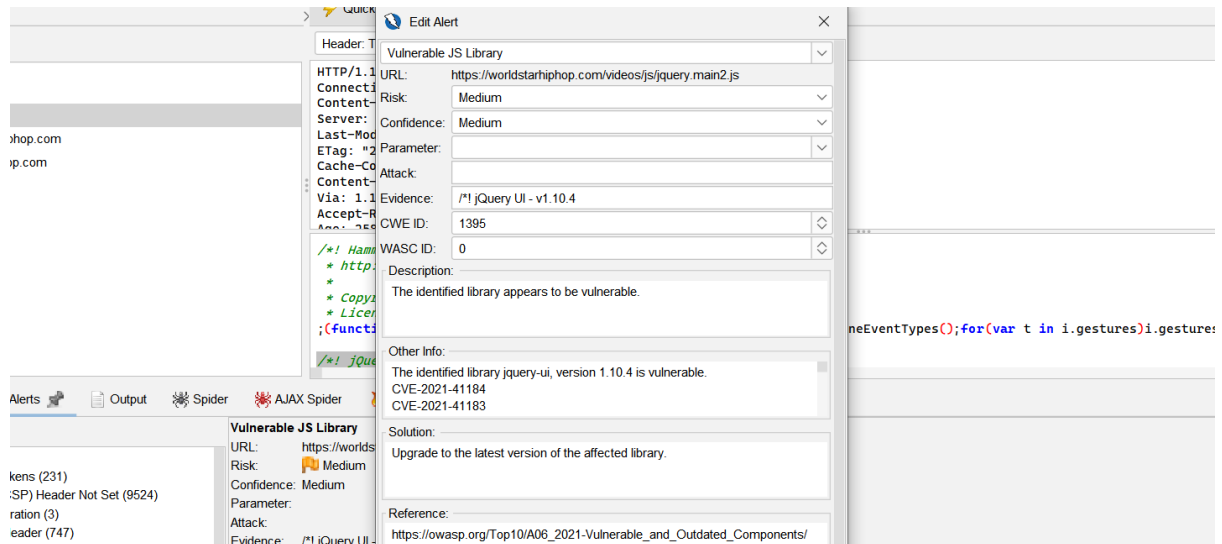 Quick
Edit Alert
Header: T
Vulnerable JS Library
HTTP/1.1
URL: https://worldstarhiphop.com/videos/js/jquery.main2.js
Connecti
Risk: Medium
Content-
Server:
Confidence: Medium
phop.com
Last-Mod
Parameter:
ETag: "2
op.com
Cache-Co
Attack:
Content-
Via: 1.1
Evidence: /*! jQuery UI - v1.10.4
Accept-R
Age: 258
CWE ID: 1395
/*! Hamm
WASC ID: 0
* http:
Description:
*
The identified library appears to be vulnerable.
* Copyr
* Licen
;(functi
neEventTypes();for(var t in i.gestures)i.gestures
Other Info:
/*! jQue
The identified library jquery-ui, version 1.10.4 is vulnerable.
CVE-2021-41184
CVE-2021-41183
Alerts Output Spider AJAX Spider
Vulnerable JS Library
Solution:
URL: https://worlds
Upgrade to the latest version of the affected library.
Risk: Medium
kens (231)
Confidence: Medium
SP) Header Not Set (9524)
Parameter:
ration (3)
Reference:
Attack:
eader (747)
https://owasp.org/Top10/A06_2021-Vulnerable_and_Outdated_Components/
Evidence: /*! jQuery UI -